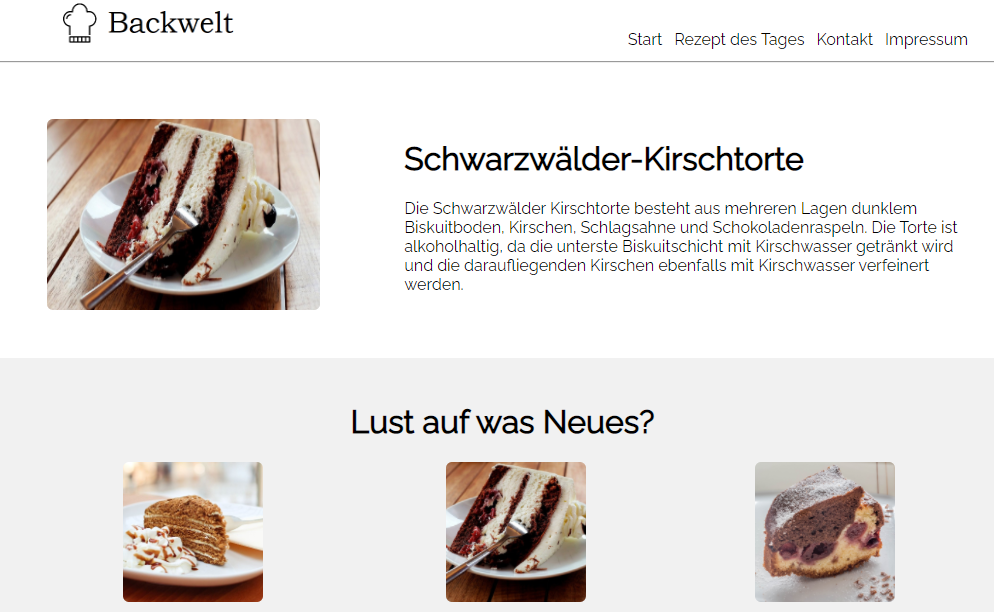 Backwelt
Start Rezept des Tages Kontakt Impressum
Schwarzwälder-Kirschtorte
Die Schwarzwälder Kirschtorte besteht aus mehreren Lagen dunklem
Biskuitboden, Kirschen, Schlagsahne und Schokoladenraspeln. Die Torte ist
alkoholhaltig, da die unterste Biskuitschicht mit Kirschwasser getränkt wird
und die daraufliegenden Kirschen ebenfalls mit Kirschwasser verfeinert
werden.
Lust auf was Neues?